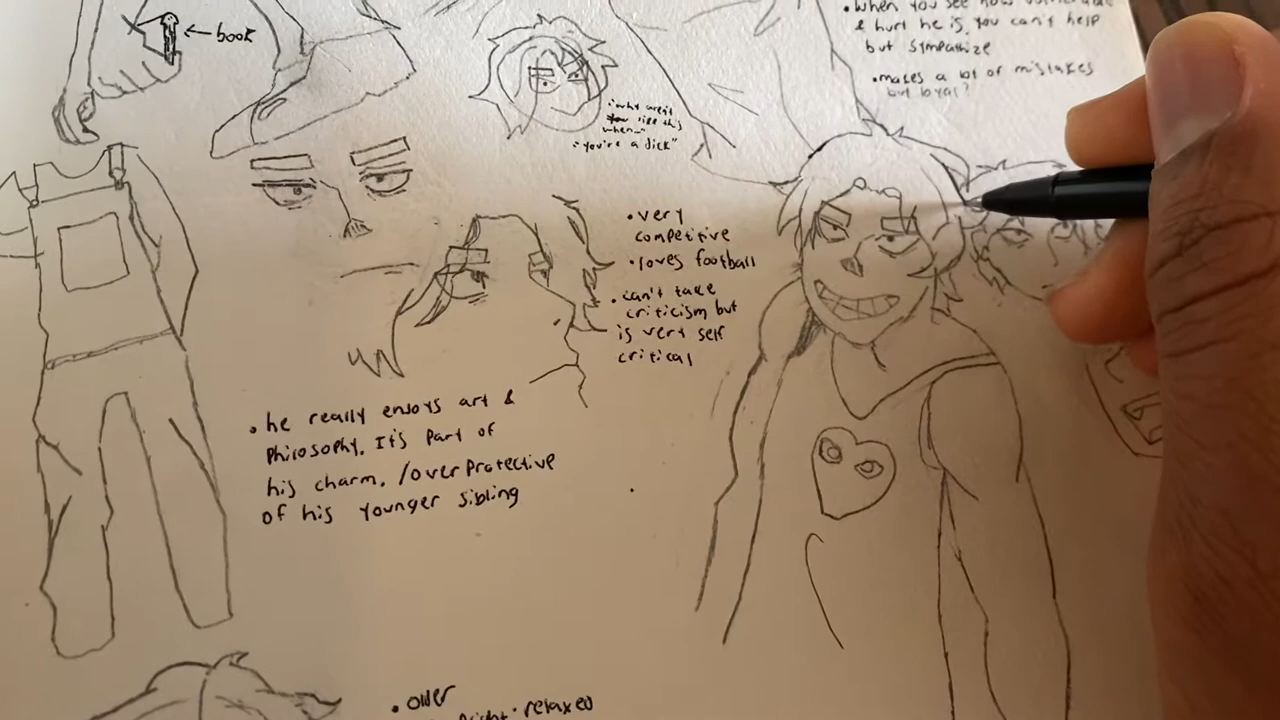 • when you see how
& hurt he is, you can't help
but sympathize
• makes a lot of mistakes
but loyal?
← book
"why aren't
you like this
when..."
"you're a dick"
• very
competitive
• loves football
• can't take
criticism but
is very self
critical
• he really enjoys art &
Philosophy. It's part of
his charm. /overprotective
of his younger sibling
• older
• relaxed